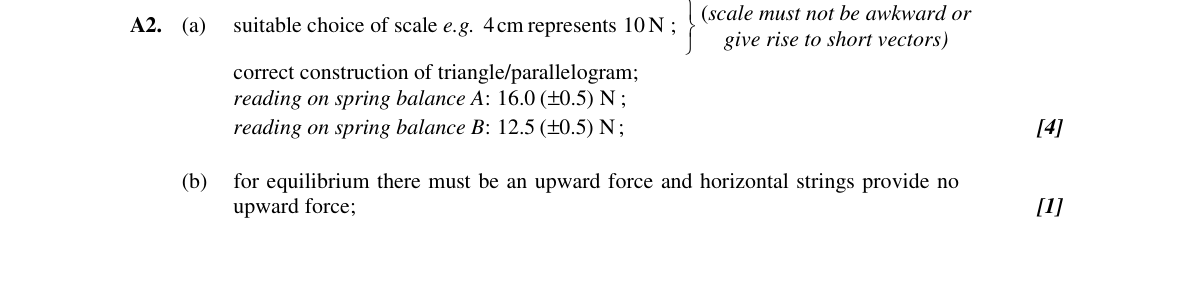 A2. (a) suitable choice of scale e.g. 4 cm represents 10 N ; (scale must not be awkward or
give rise to short vectors)
correct construction of triangle/parallelogram;
reading on spring balance A: 16.0 (±0.5) N ;
reading on spring balance B: 12.5 (±0.5) N ; [4]
(b) for equilibrium there must be an upward force and horizontal strings provide no
upward force; [1]